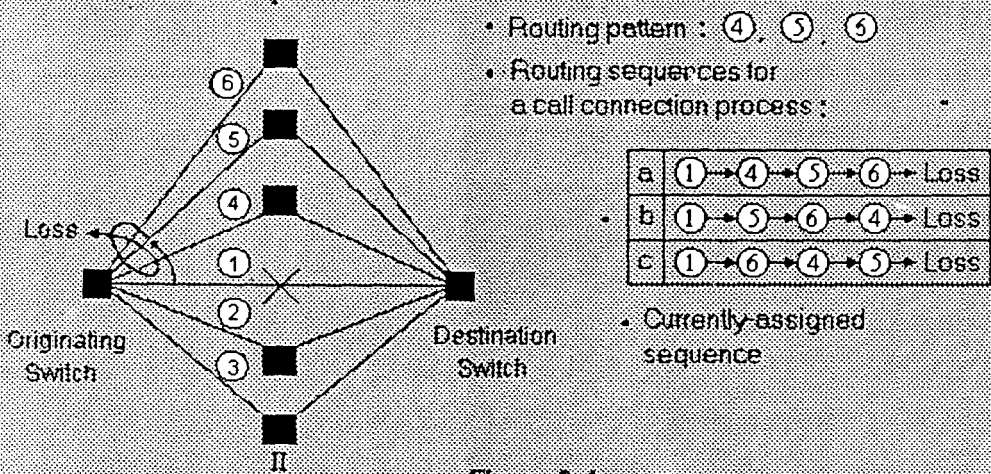 • Routing pattern : ④, ⑤, ⑥
• Routing sequences for
a call connection process :
a ①→④→⑤→⑥→ Loss
• b ①→⑤→⑥→④→ Loss
c ①→⑥→④→⑤→ Loss
• Currently-assigned
sequence
⑥
⑤
④
Loss
①
②
③
Originating
Switch
Destination
Switch
II